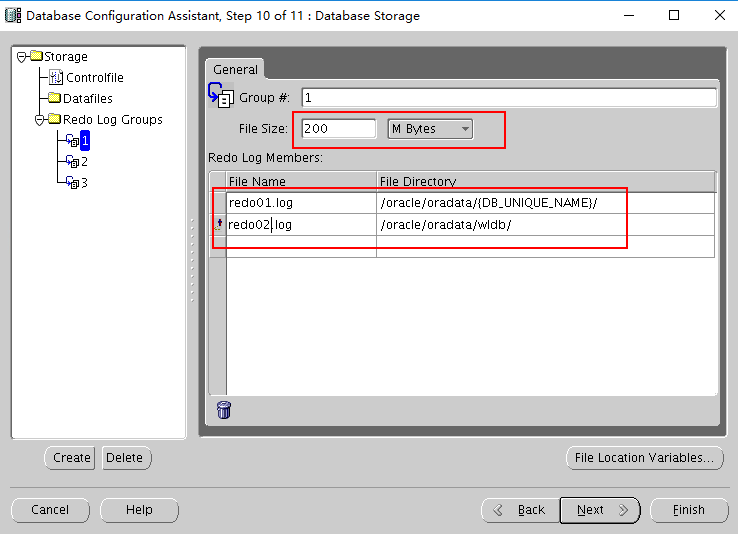 Database Configuration Assistant, Step 10 of 11 : Database Storage
Storage
Controlfile
Datafiles
Redo Log Groups
1
2
3
General
Group #: 1
File Size: 200 M Bytes
Redo Log Members:
File Name File Directory
redo01.log /oracle/oradata/{DB_UNIQUE_NAME}/
redo02.log /oracle/oradata/wldb/
Create Delete File Location Variables...
Cancel Help Back Next Finish